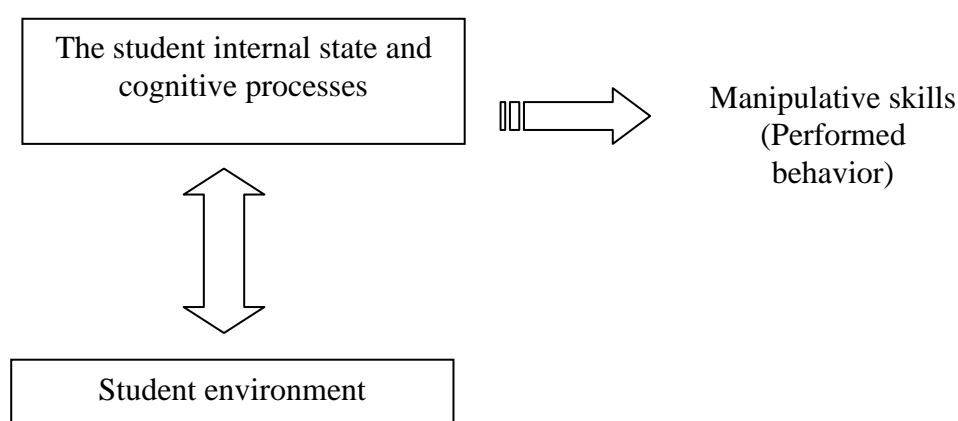 The student internal state and
cognitive processes
Manipulative skills
(Performed
behavior)
Student environment